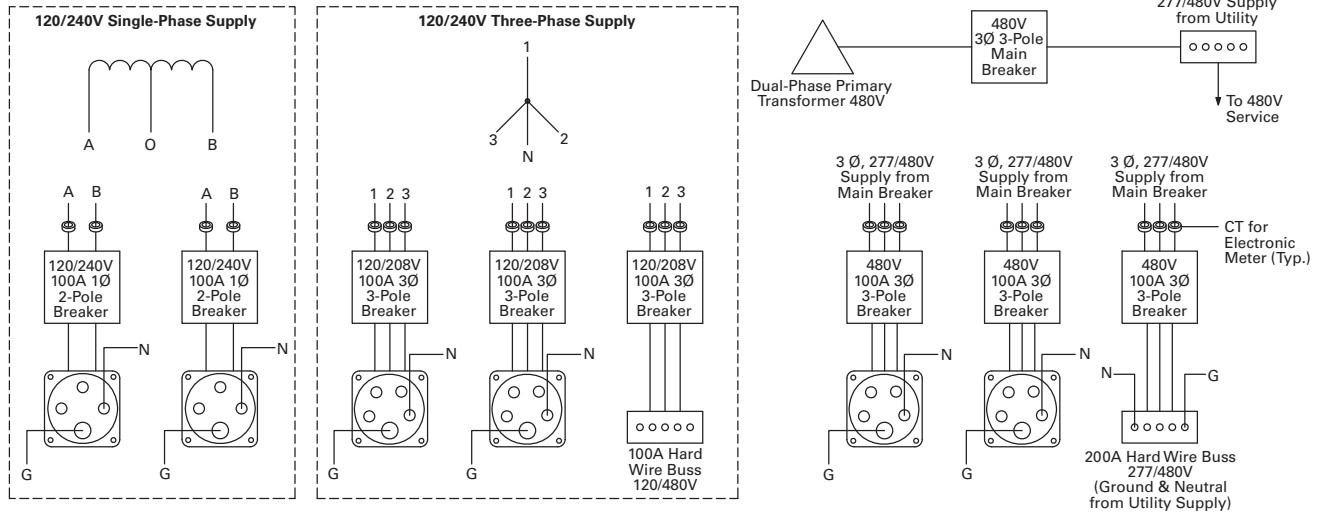 120/240V Single-Phase Supply
A
O
B
A B
A B
120/240V
100A 1Ø
2-Pole
Breaker
120/240V
100A 1Ø
2-Pole
Breaker
N
N
G
G
120/240V Three-Phase Supply
1
3
2
N
1 2 3
1 2 3
1 2 3
120/208V
100A 3Ø
3-Pole
Breaker
120/208V
100A 3Ø
3-Pole
Breaker
120/208V
100A 3Ø
3-Pole
Breaker
N
N
G
G
100A Hard
Wire Buss
120/480V
Dual-Phase Primary
Transformer 480V
480V
3Ø 3-Pole
Main
Breaker
277/480V Supply
from Utility
To 480V
Service
3 Ø, 277/480V
Supply from
Main Breaker
3 Ø, 277/480V
Supply from
Main Breaker
3 Ø, 277/480V
Supply from
Main Breaker
CT for
Electronic
Meter (Typ.)
480V
100A 3Ø
3-Pole
Breaker
480V
100A 3Ø
3-Pole
Breaker
480V
100A 3Ø
3-Pole
Breaker
N
N
N
G
G
G
200A Hard Wire Buss
277/480V
(Ground & Neutral
from Utility Supply)